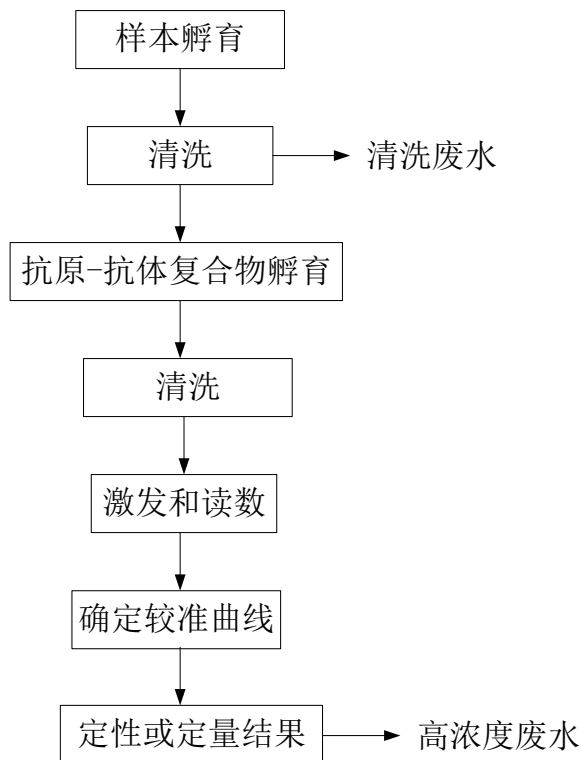 样本孵育
清洗
清洗废水
抗原-抗体复合物孵育
清洗
激发和读数
确定较准曲线
定性或定量结果
高浓度废水